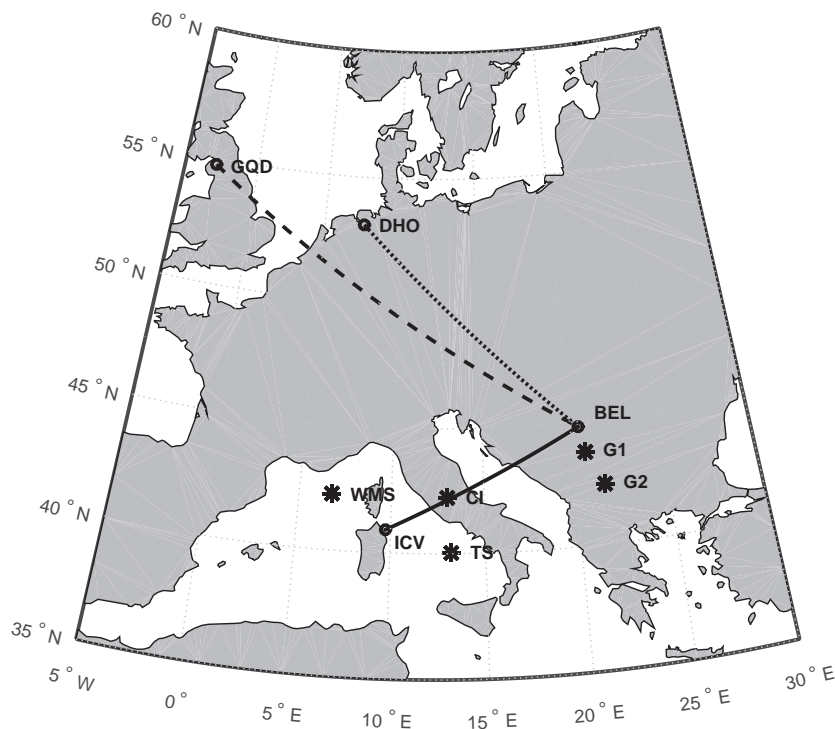 60° N
55° N
GQD
DHO
50° N
45° N
BEL
G1
G2
WMS
CI
40° N
ICV
TS
35° N
5° W
0°
5° E
10° E
15° E
20° E
25° E
30° E